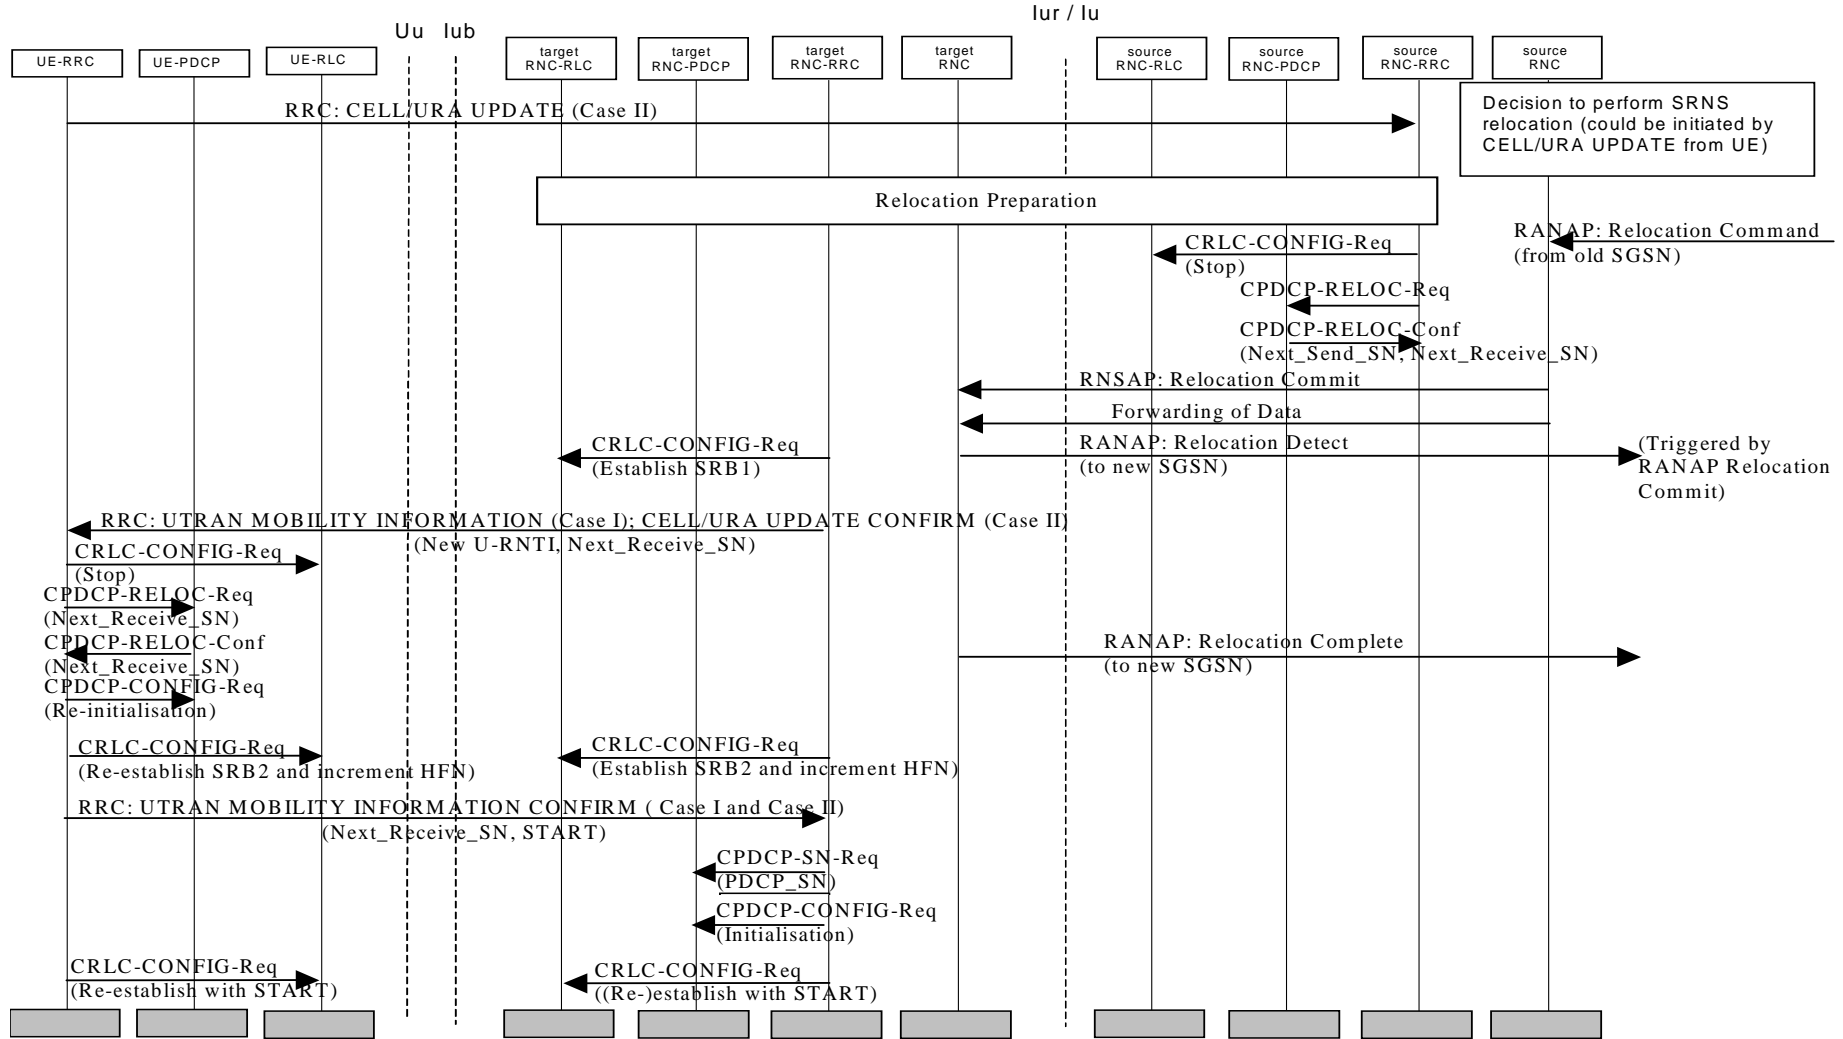 Iur / Iu
Uu Iub
UE-RRC
UE-PDCP
UE-RLC
target
RNC-RLC
target
RNC-PDCP
target
RNC-RRC
target
RNC
source
RNC-RLC
source
RNC-PDCP
source
RNC-RRC
source
RNC
RRC: CELL/URA UPDATE (Case II)
Decision to perform SRNS
relocation (could be initiated by
CELL/URA UPDATE from UE)
Relocation Preparation
RANAP: Relocation Command
(from old SGSN)
CRLC-CONFIG-Req
(Stop)
CPDCP-RELOC-Req
CPDCP-RELOC-Conf
(Next_Send_SN, Next_Receive_SN)
RNSAP: Relocation Commit
Forwarding of Data
CRLC-CONFIG-Req
(Establish SRB1)
RANAP: Relocation Detect
(to new SGSN)
(Triggered by
RANAP Relocation
Commit)
RRC: UTRAN MOBILITY INFORMATION (Case I); CELL/URA UPDATE CONFIRM (Case II)
(New U-RNTI, Next_Receive_SN)
CRLC-CONFIG-Req
(Stop)
CPDCP-RELOC-Req
(Next_Receive_SN)
CPDCP-RELOC-Conf
(Next_Receive_SN)
RANAP: Relocation Complete
(to new SGSN)
CPDCP-CONFIG-Req
(Re-initialisation)
CRLC-CONFIG-Req
(Re-establish SRB2 and increment HFN)
CRLC-CONFIG-Req
(Establish SRB2 and increment HFN)
RRC: UTRAN MOBILITY INFORMATION CONFIRM ( Case I and Case II)
(Next_Receive_SN, START)
CPDCP-SN-Req
(PDCP_SN)
CPDCP-CONFIG-Req
(Initialisation)
CRLC-CONFIG-Req
(Re-establish with START)
CRLC-CONFIG-Req
((Re-)establish with START)